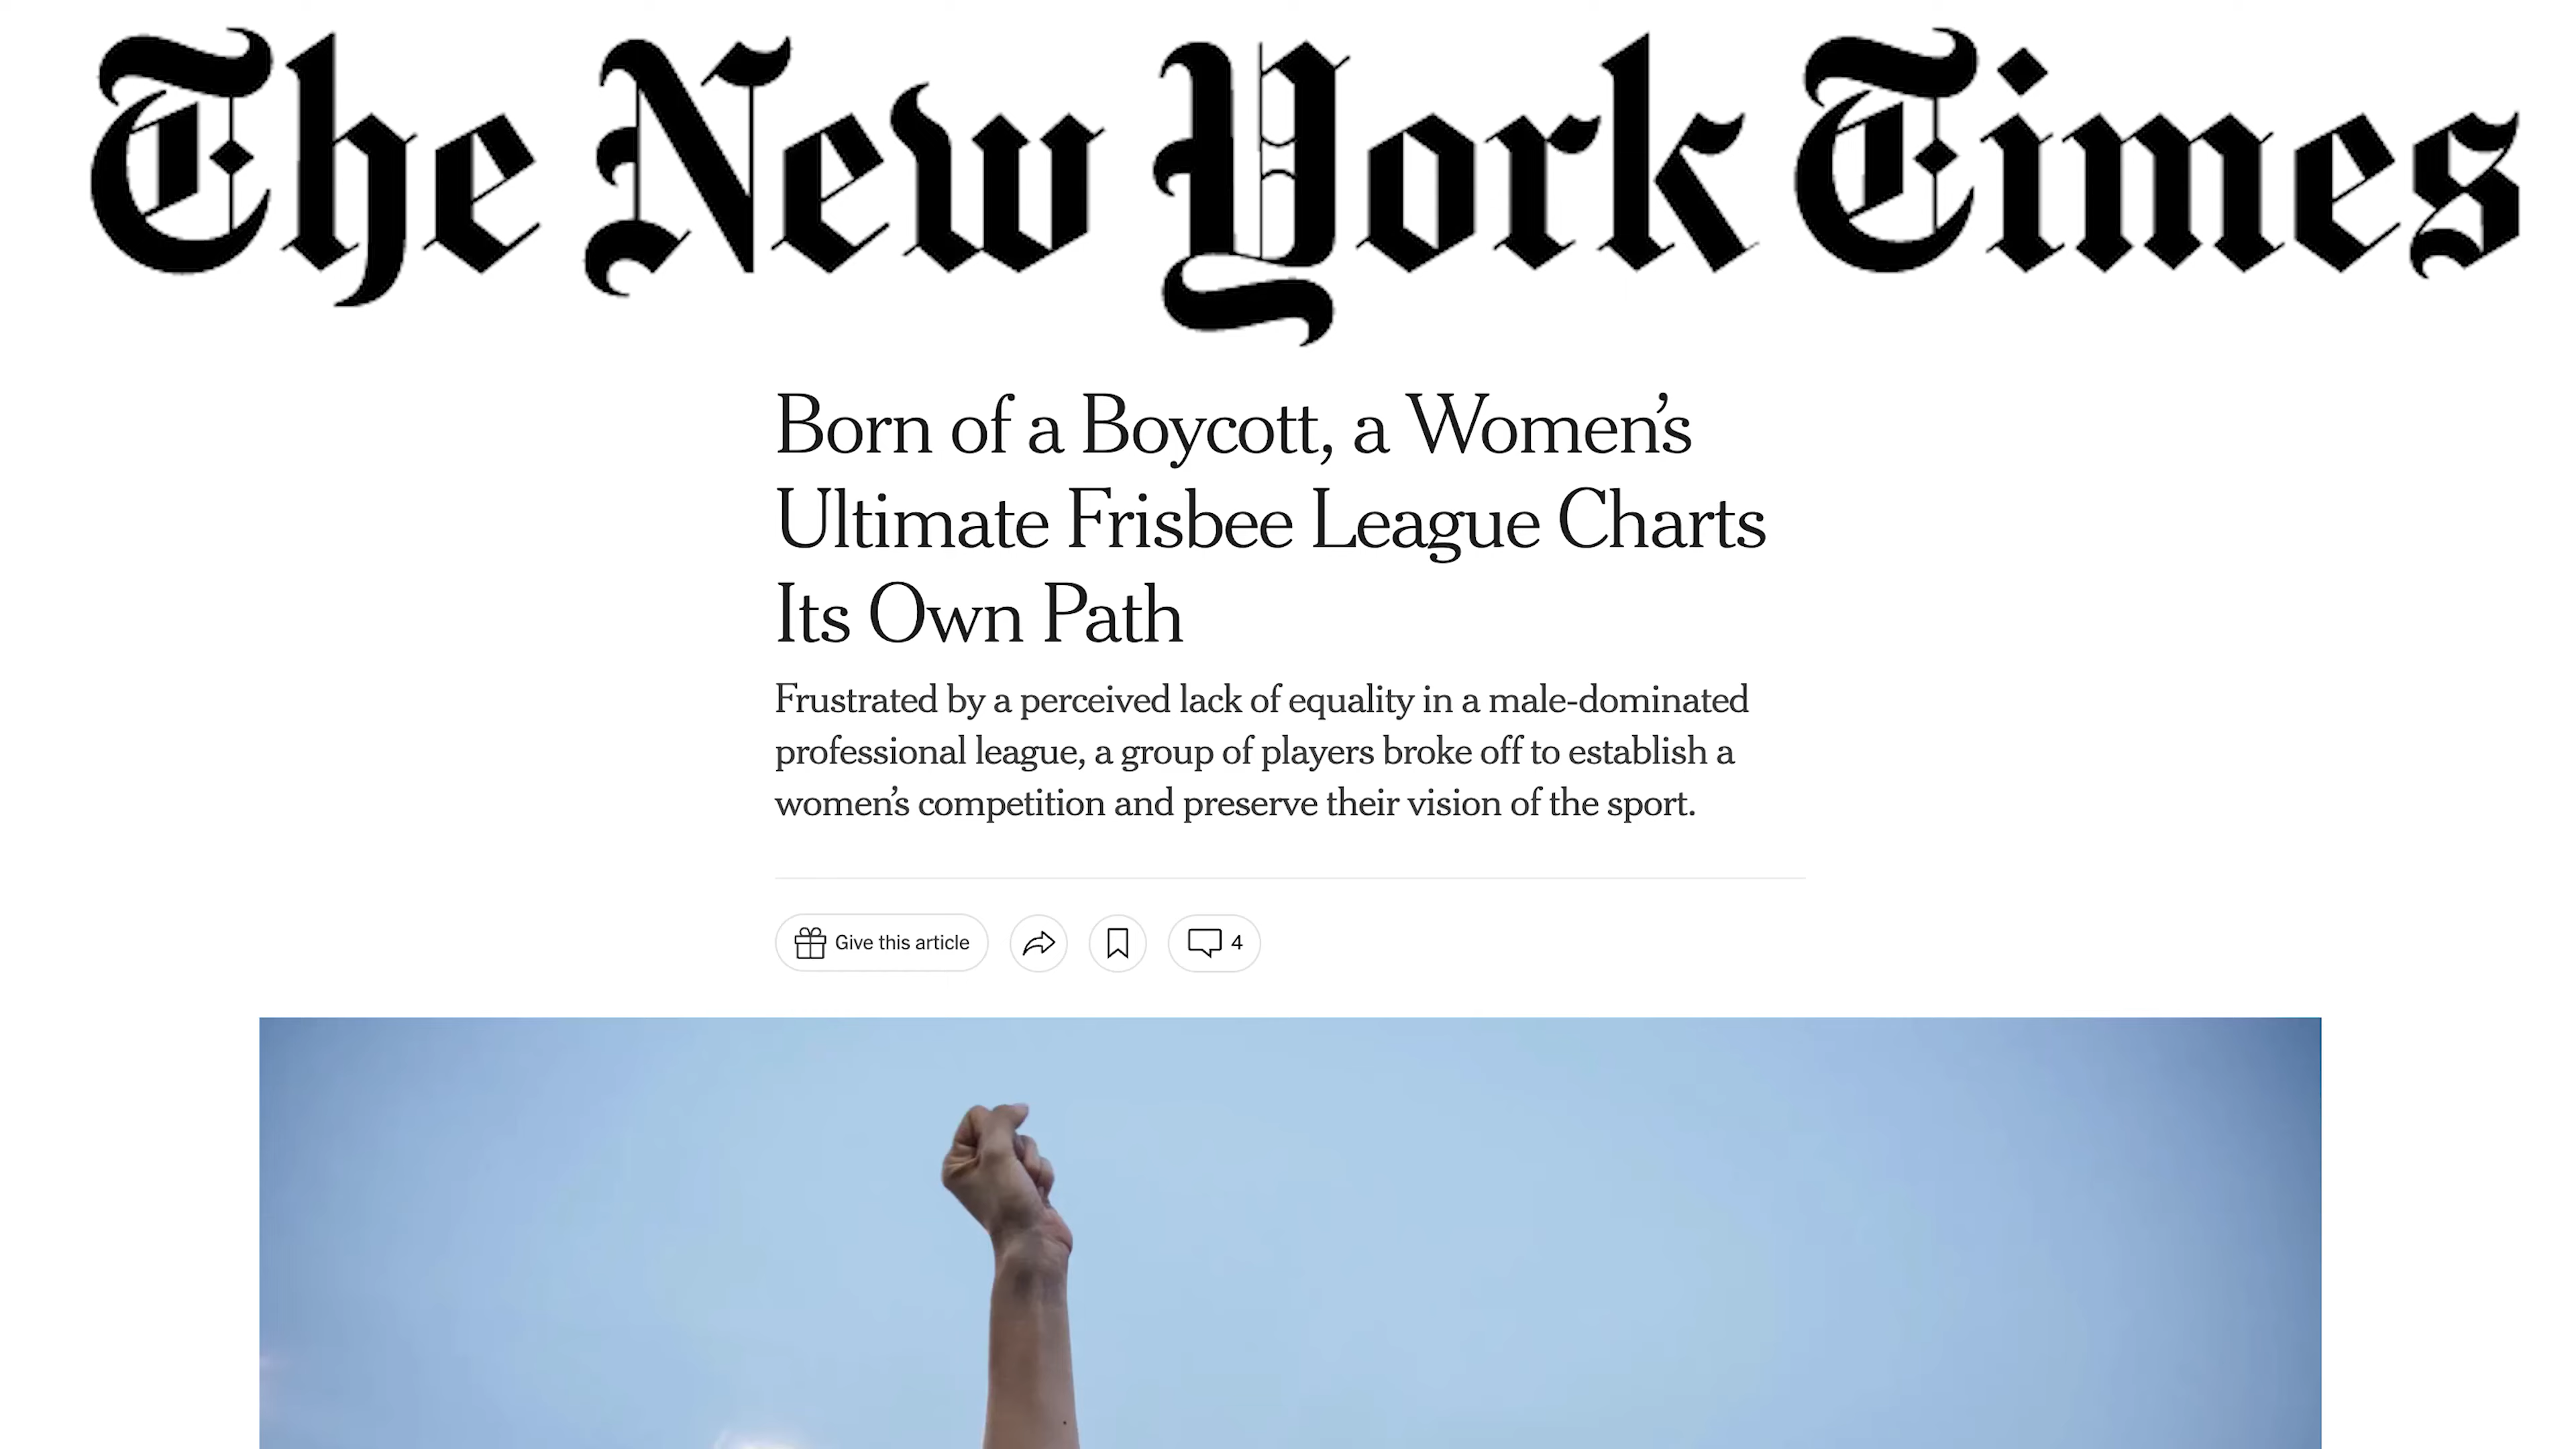 The New York Times
Born of a Boycott, a Women’s
Ultimate Frisbee League Charts
Its Own Path
Frustrated by a perceived lack of equality in a male-dominated
professional league, a group of players broke off to establish a
women’s competition and preserve their vision of the sport.
Give this article 4